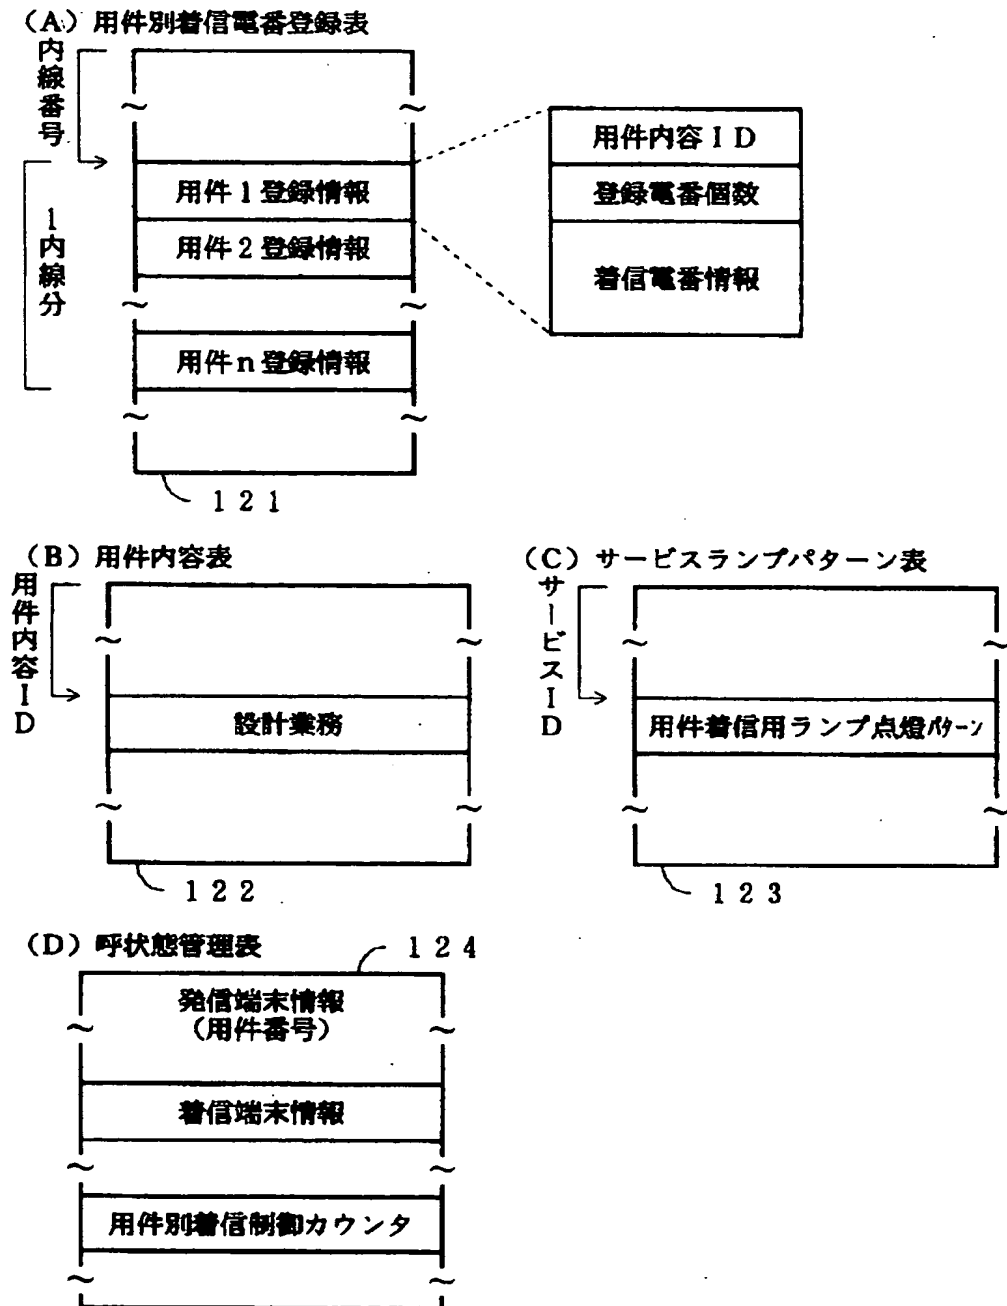 （A）用件別着信電番登録表
内線番号
1内線分
用件1登録情報
用件2登録情報
用件n登録情報
用件内容ID
登録電番個数
着信電番情報
121
（B）用件内容表
用件内容ID
設計業務
122
（C）サービスランプパターン表
サービスID
用件着信用ランプ点燈パターン
123
（D）呼状態管理表
124
発信端末情報
（用件番号）
着信端末情報
用件別着信制御カウンタ